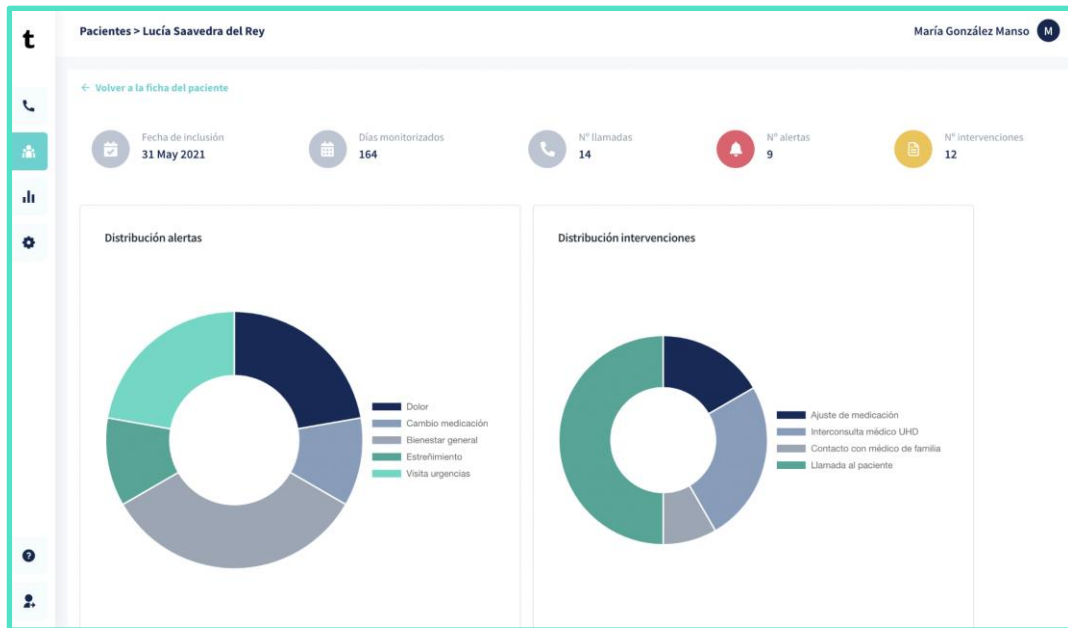 t
Pacientes > Lucía Saavedra del Rey
María González Manso M
← Volver a la ficha del paciente
Fecha de inclusión
31 May 2021
Días monitorizados
164
Nº llamadas
14
Nº alertas
9
Nº intervenciones
12
Distribución alertas
Dolor
Cambio medicación
Bienestar general
Estreñimiento
Visita urgencias
Distribución intervenciones
Ajuste de medicación
Interconsulta médico UHD
Contacto con médico de familia
Llamada al paciente
?